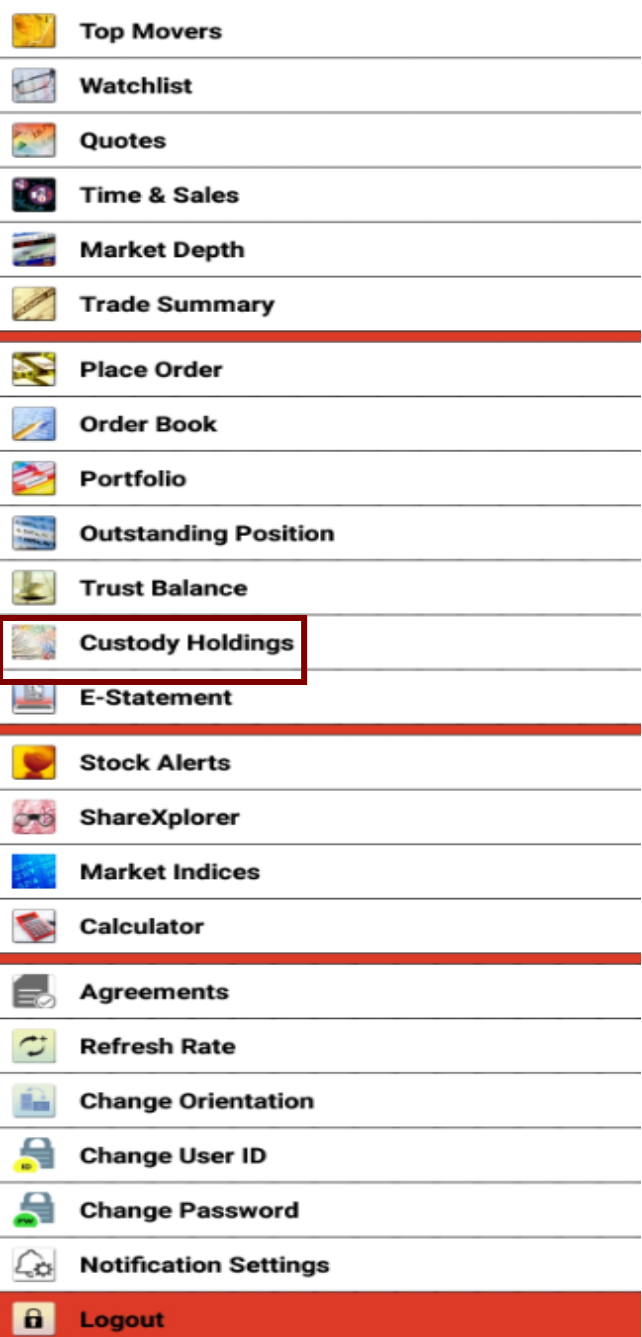 Top Movers
Watchlist
Quotes
Time & Sales
Market Depth
Trade Summary
Place Order
Order Book
Portfolio
Outstanding Position
Trust Balance
Custody Holdings
E-Statement
Stock Alerts
ShareXplorer
Market Indices
Calculator
Agreements
Refresh Rate
Change Orientation
ID
Change User ID
PW
Change Password
Notification Settings
Logout